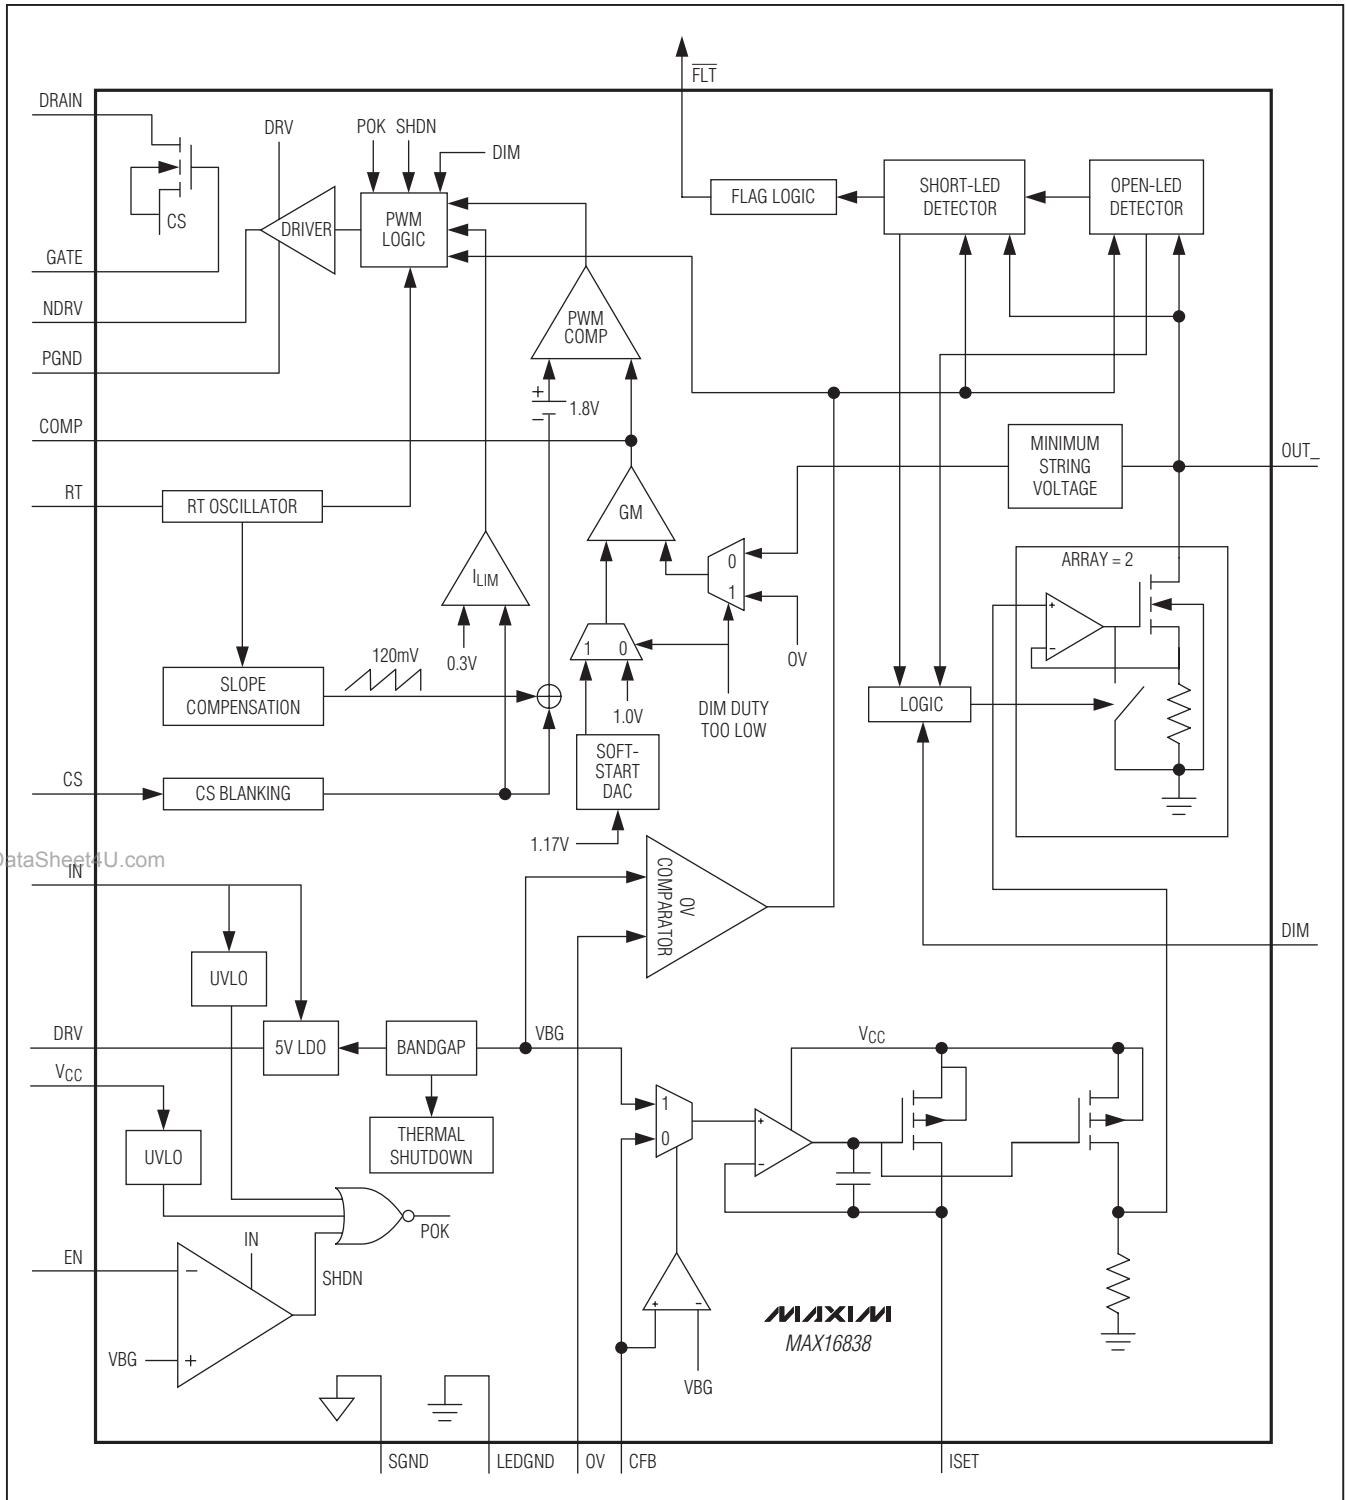 FLT
DRAIN
DRV
POK SHDN
DIM
CS
GATE
NDRV
PGND
COMP
RT
DRIVER
PWM
LOGIC
FLAG LOGIC
SHORT-LED
DETECTOR
OPEN-LED
DETECTOR
PWM
COMP
+
−
1.8V
MINIMUM
STRING
VOLTAGE
OUT_
RT OSCILLATOR
GM
ILIM
0.3V
0
1
OV
1 0
1.0V
DIM DUTY
TOO LOW
ARRAY = 2
+
−
SLOPE
COMPENSATION
120mV
LOGIC
SOFT-
START
DAC
1.17V
CS
CS BLANKING
DataSheet4U.com
IN
OV
COMPARATOR
DIM
UVLO
DRV
5V LDO
BANDGAP
VBG
VCC
VCC
THERMAL
SHUTDOWN
UVLO
1
0
+
−
POK
EN
IN
−
+
SHDN
VBG
+ −
VBG
MAXIM
MAX16838
SGND
LEDGND
OV
CFB
ISET